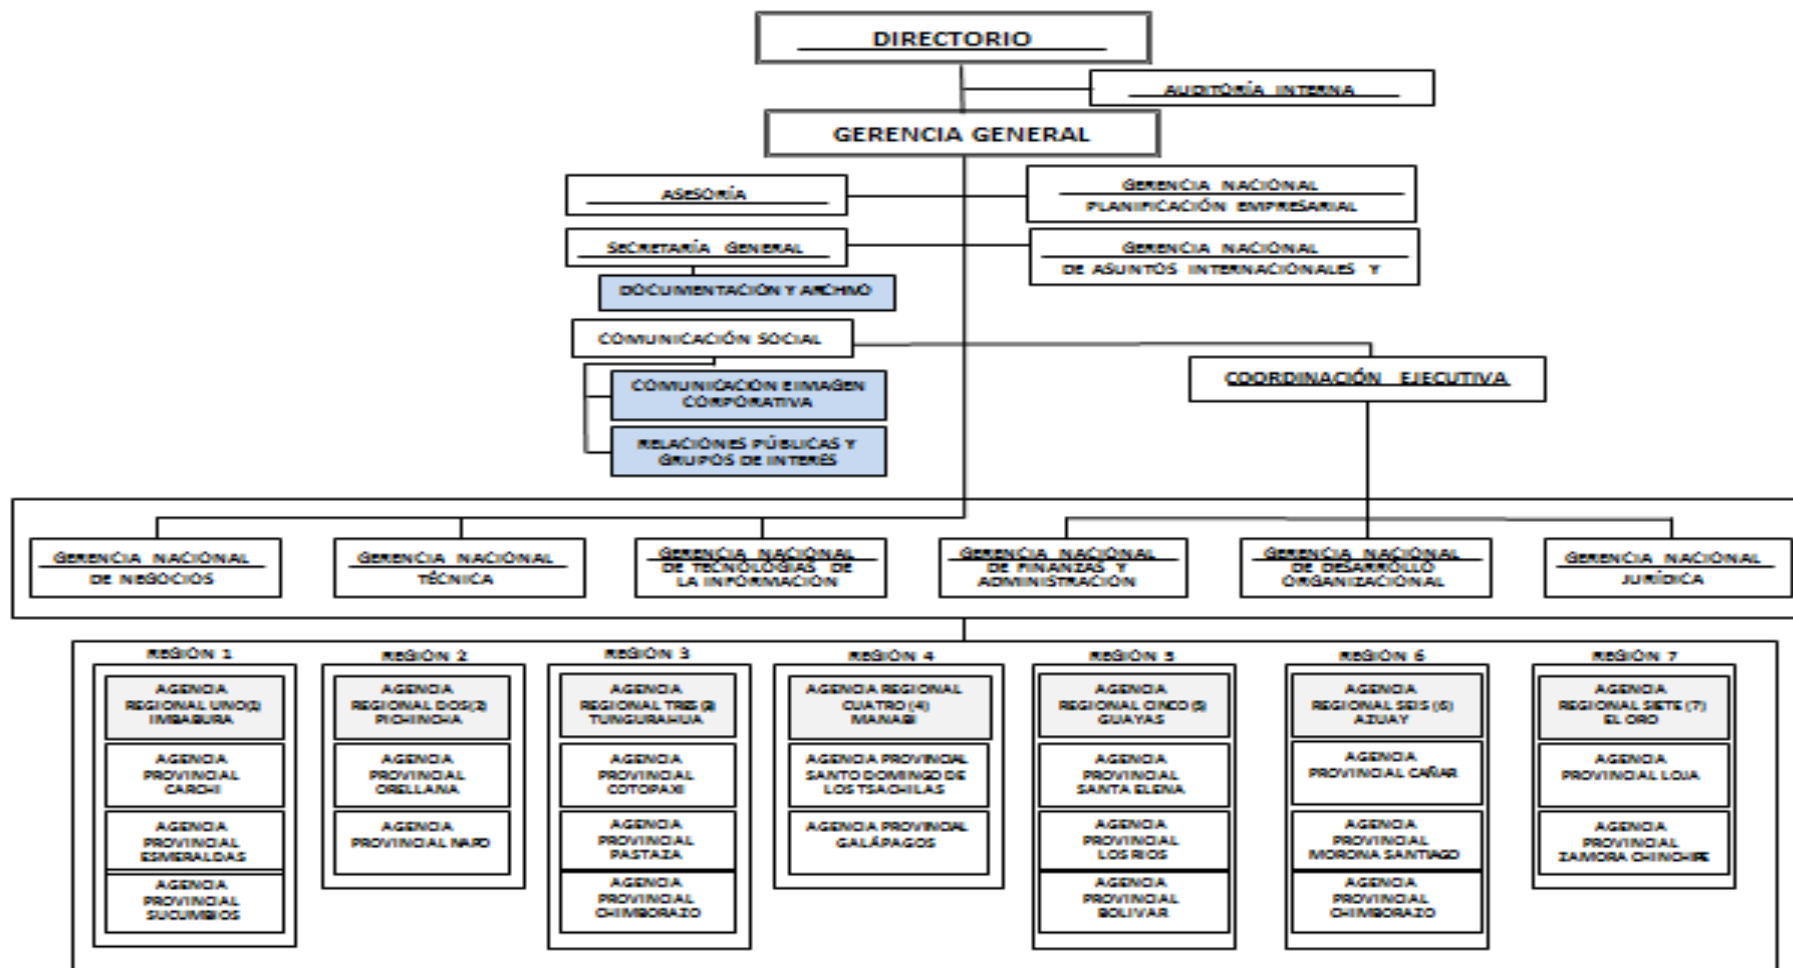 DIRECTORIO
AUDITORÍA INTERNA
GERENCIA GENERAL
ASESORÍA
GERENCIA NACIONAL
PLANIFICACIÓN EMPRESARIAL
SECRETARÍA GENERAL
GERENCIA NACIONAL
DE ASUNTOS INTERNACIONALES Y
DOCUMENTACIÓN Y ARCHIVO
COMUNICACIÓN SOCIAL
COMUNICACIÓN E IMAGEN
CORPORATIVA
RELACIONES PÚBLICAS Y
GRUPOS DE INTERÉS
COORDINACIÓN EJECUTIVA
GERENCIA NACIONAL
DE NEGOCIOS
GERENCIA NACIONAL
TÉCNICA
GERENCIA NACIONAL
DE TECNOLOGÍAS DE
LA INFORMACIÓN
GERENCIA NACIONAL
DE FINANZAS Y
ADMINISTRACIÓN
GERENCIA NACIONAL
DE DESARROLLO
ORGANIZACIONAL
GERENCIA NACIONAL
JURÍDICA
REGIÓN 1
AGENCIA
REGIONAL UNO(1)
IMBABURA
AGENCIA
PROVINCIAL
CARCHI
AGENCIA
PROVINCIAL
ESMERALDAS
AGENCIA
PROVINCIAL
SUCUMBIOS
REGIÓN 2
AGENCIA
REGIONAL DOS(2)
PICHINCHA
AGENCIA
PROVINCIAL
ORELLANA
AGENCIA
PROVINCIAL NAPO
REGIÓN 3
AGENCIA
REGIONAL TRES (3)
TUNGURAHUA
AGENCIA
PROVINCIAL
COTOPAXI
AGENCIA
PROVINCIAL
PASTAZA
AGENCIA
PROVINCIAL
CHIMBORAZO
REGIÓN 4
AGENCIA REGIONAL
CUATRO (4)
MANABI
AGENCIA PROVINCIAL
SANTO DOMINGO DE
LOS TSACHILAS
AGENCIA PROVINCIAL
GALÁPAGOS
REGIÓN 5
AGENCIA
REGIONAL CINCO (5)
GUAYAS
AGENCIA
PROVINCIAL
SANTA ELENA
AGENCIA
PROVINCIAL
LOS RIOS
AGENCIA
PROVINCIAL
BOLIVAR
REGIÓN 6
AGENCIA
REGIONAL SEIS (6)
AZUAY
AGENCIA
PROVINCIAL CAÑAR
AGENCIA
PROVINCIAL
MORONA SANTIAGO
AGENCIA
PROVINCIAL
CHIMBORAZO
REGIÓN 7
AGENCIA
REGIONAL SIETE (7)
EL ORO
AGENCIA
PROVINCIAL LOJA
AGENCIA
PROVINCIAL
ZAMORA CHINCHIPE